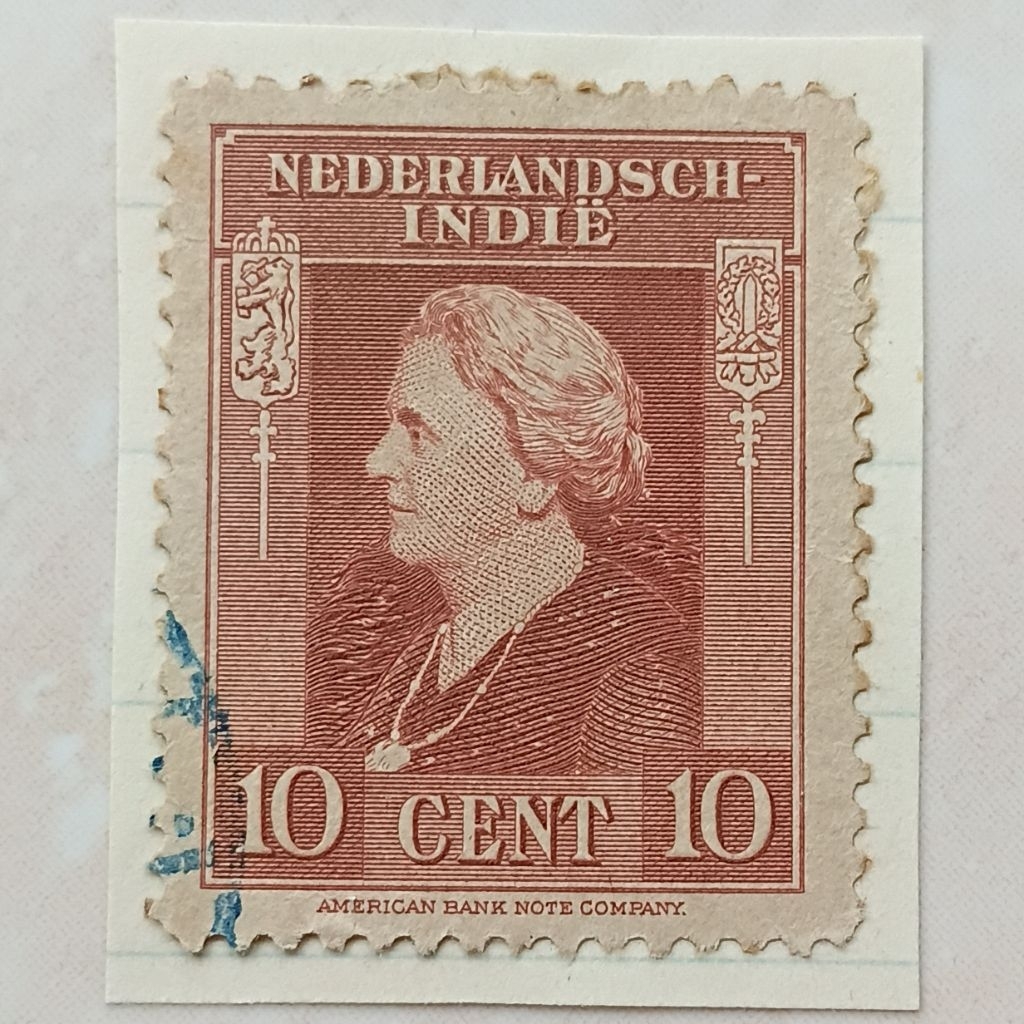 NEDERLANDSCH-
INDIË
10 CENT 10
AMERICAN BANK NOTE COMPANY.